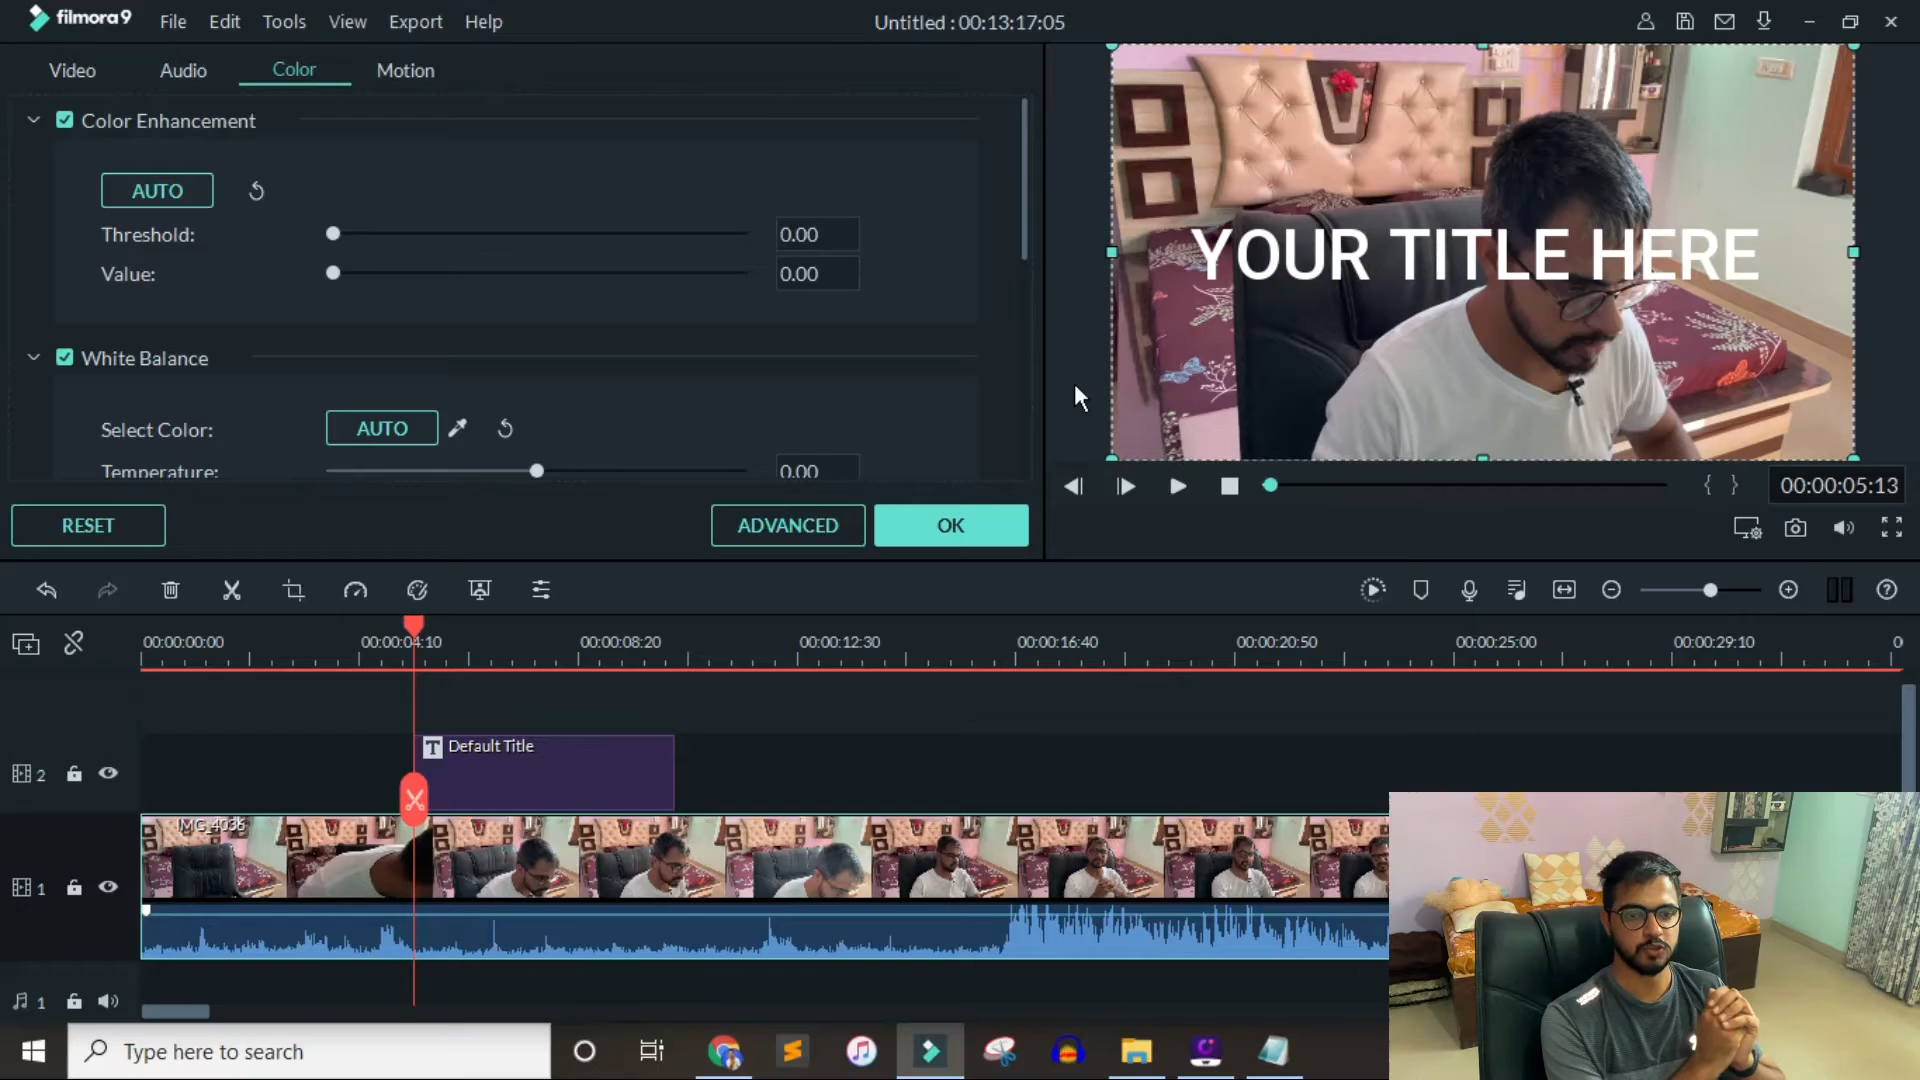 filmora9 File Edit Tools View Export Help Untitled : 00:13:17:05
Video Audio Color Motion
Color Enhancement
AUTO
Threshold: 0.00
Value: 0.00
White Balance
Select Color: AUTO
Temperature: 0.00
RESET ADVANCED OK
YOUR TITLE HERE
{ } 00:00:05:13
00:00:00:00 00:00:04:10 00:00:08:20 00:00:12:30 00:00:16:40 00:00:20:50 00:00:25:00 00:00:29:10 0
2
T Default Title
IMG_4036
1
1
Type here to search